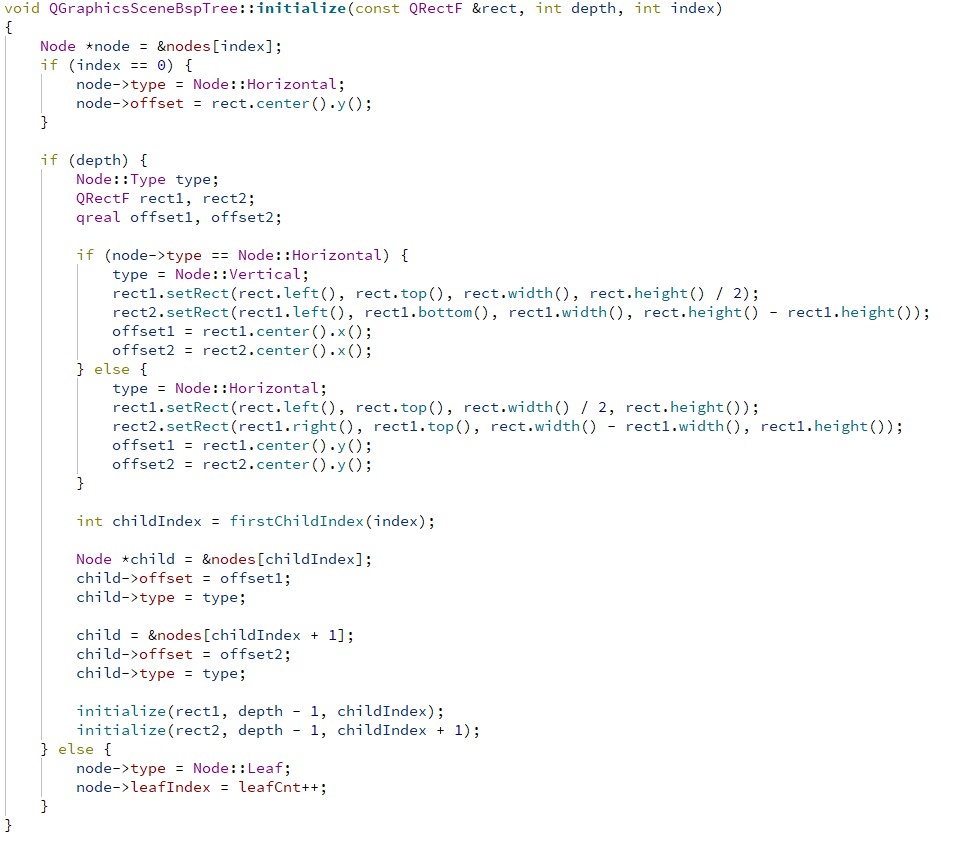 void QGraphicsSceneBspTree::initialize(const QRectF &rect, int depth, int index)
{
    Node *node = &nodes[index];
    if (index == 0) {
        node->type = Node::Horizontal;
        node->offset = rect.center().y();
    }

    if (depth) {
        Node::Type type;
        QRectF rect1, rect2;
        qreal offset1, offset2;

        if (node->type == Node::Horizontal) {
            type = Node::Vertical;
            rect1.setRect(rect.left(), rect.top(), rect.width(), rect.height() / 2);
            rect2.setRect(rect1.left(), rect1.bottom(), rect1.width(), rect.height() - rect1.height());
            offset1 = rect1.center().x();
            offset2 = rect2.center().x();
        } else {
            type = Node::Horizontal;
            rect1.setRect(rect.left(), rect.top(), rect.width() / 2, rect.height());
            rect2.setRect(rect1.right(), rect1.top(), rect.width() - rect1.width(), rect1.height());
            offset1 = rect1.center().y();
            offset2 = rect2.center().y();
        }

        int childIndex = firstChildIndex(index);

        Node *child = &nodes[childIndex];
        child->offset = offset1;
        child->type = type;

        child = &nodes[childIndex + 1];
        child->offset = offset2;
        child->type = type;

        initialize(rect1, depth - 1, childIndex);
        initialize(rect2, depth - 1, childIndex + 1);
    } else {
        node->type = Node::Leaf;
        node->leafIndex = leafCnt++;
    }
}